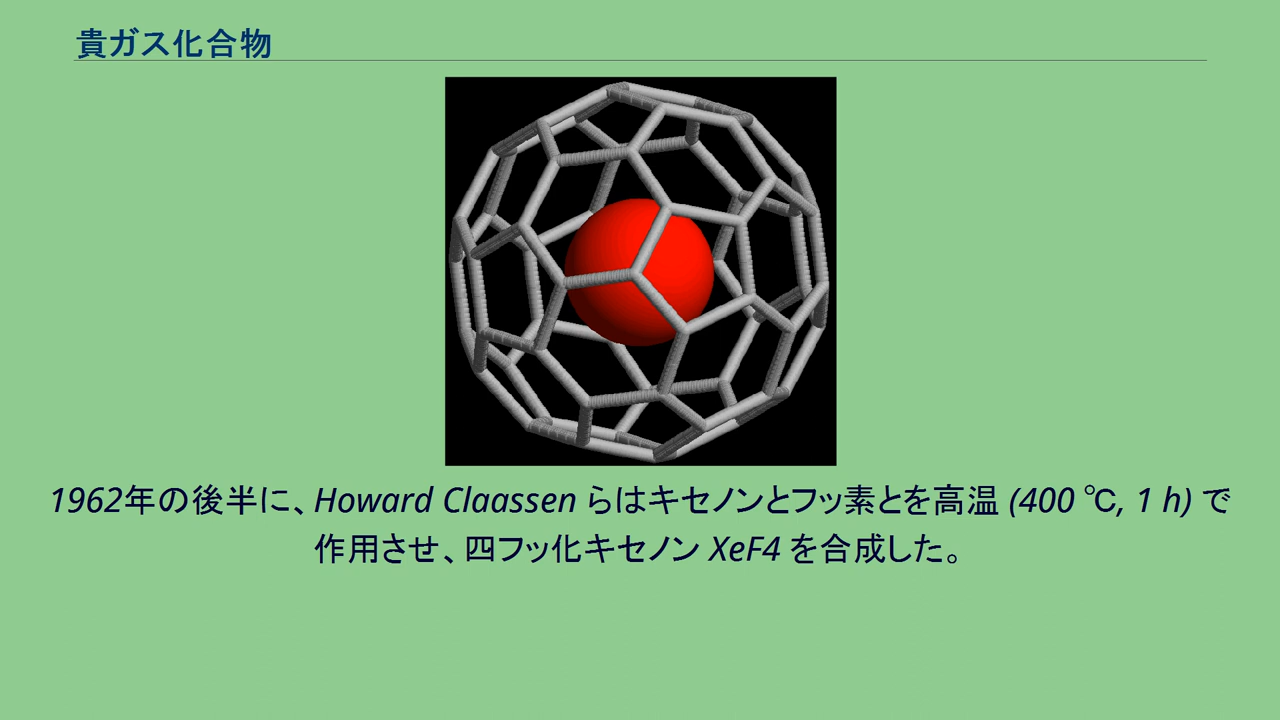 貴ガス化合物
1962年の後半に、Howard Claassen らはキセノンとフッ素とを高温 (400 ℃, 1 h) で
作用させ、四フッ化キセノン XeF4 を合成した。